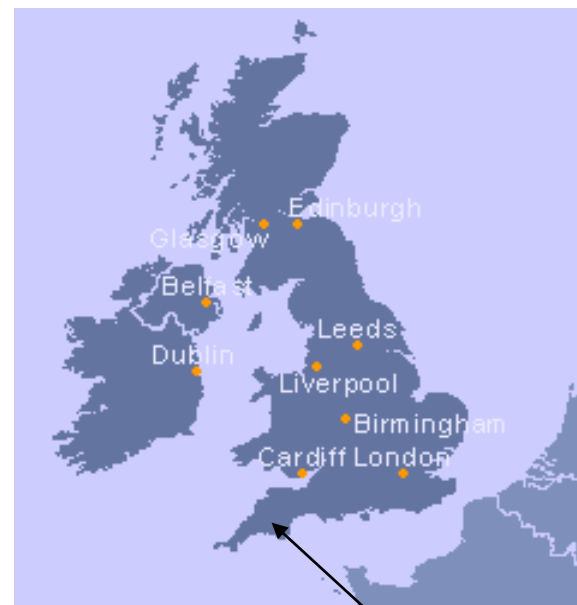 Edinburgh
Glasgow
Belfast
Leeds
Dublin
Liverpool
Birmingham
Cardiff
London